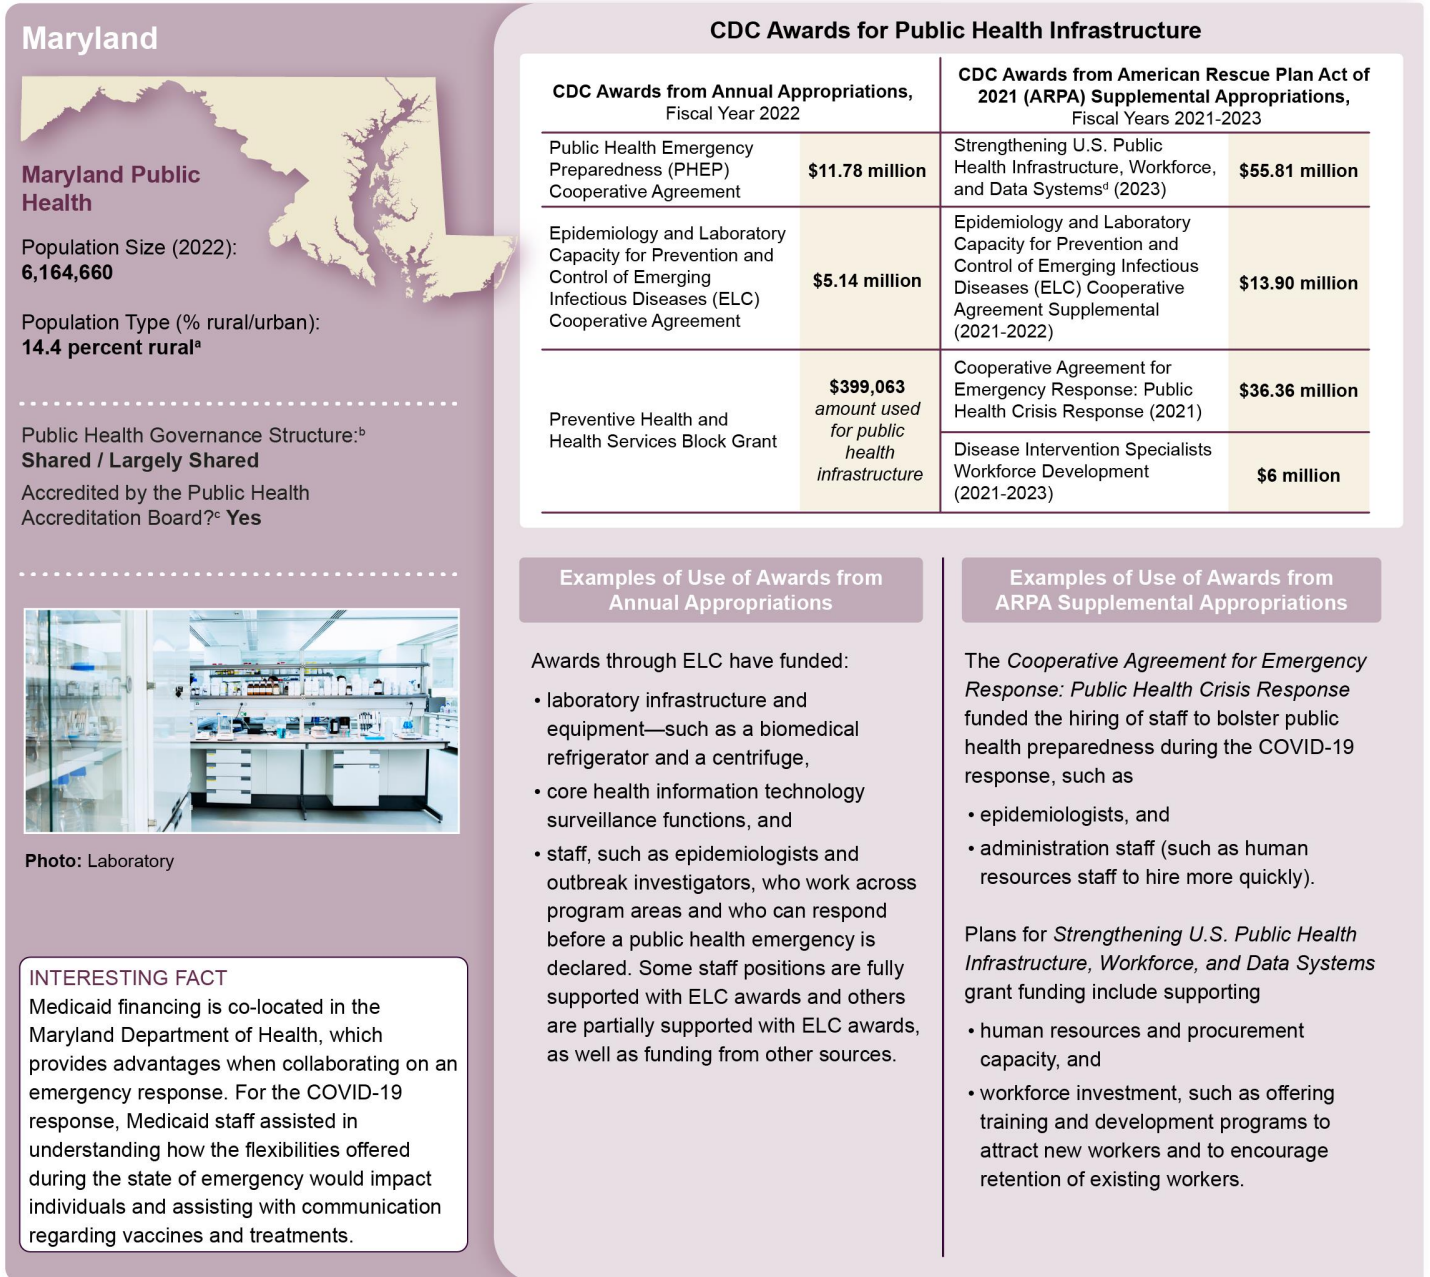 Maryland
Maryland Public
Health
Population Size (2022):
6,164,660
Population Type (% rural/urban):
14.4 percent ruralᵃ
Public Health Governance Structure:ᵇ
Shared / Largely Shared
Accredited by the Public Health
Accreditation Board?ᶜ Yes
Photo: Laboratory
INTERESTING FACT
Medicaid financing is co-located in the
Maryland Department of Health, which
provides advantages when collaborating on an
emergency response. For the COVID-19
response, Medicaid staff assisted in
understanding how the flexibilities offered
during the state of emergency would impact
individuals and assisting with communication
regarding vaccines and treatments.
CDC Awards for Public Health Infrastructure
CDC Awards from Annual Appropriations,
Fiscal Year 2022
Public Health Emergency
Preparedness (PHEP)
Cooperative Agreement
$11.78 million
Epidemiology and Laboratory
Capacity for Prevention and
Control of Emerging
Infectious Diseases (ELC)
Cooperative Agreement
$5.14 million
Preventive Health and
Health Services Block Grant
$399,063
amount used
for public
health
infrastructure
CDC Awards from American Rescue Plan Act of
2021 (ARPA) Supplemental Appropriations,
Fiscal Years 2021-2023
Strengthening U.S. Public
Health Infrastructure, Workforce,
and Data Systemsᵈ (2023)
$55.81 million
Epidemiology and Laboratory
Capacity for Prevention and
Control of Emerging Infectious
Diseases (ELC) Cooperative
Agreement Supplemental
(2021-2022)
$13.90 million
Cooperative Agreement for
Emergency Response: Public
Health Crisis Response (2021)
$36.36 million
Disease Intervention Specialists
Workforce Development
(2021-2023)
$6 million
Examples of Use of Awards from
Annual Appropriations
Awards through ELC have funded:
• laboratory infrastructure and
equipment—such as a biomedical
refrigerator and a centrifuge,
• core health information technology
surveillance functions, and
• staff, such as epidemiologists and
outbreak investigators, who work across
program areas and who can respond
before a public health emergency is
declared. Some staff positions are fully
supported with ELC awards and others
are partially supported with ELC awards,
as well as funding from other sources.
Examples of Use of Awards from
ARPA Supplemental Appropriations
The Cooperative Agreement for Emergency
Response: Public Health Crisis Response
funded the hiring of staff to bolster public
health preparedness during the COVID-19
response, such as
• epidemiologists, and
• administration staff (such as human
resources staff to hire more quickly).
Plans for Strengthening U.S. Public Health
Infrastructure, Workforce, and Data Systems
grant funding include supporting
• human resources and procurement
capacity, and
• workforce investment, such as offering
training and development programs to
attract new workers and to encourage
retention of existing workers.